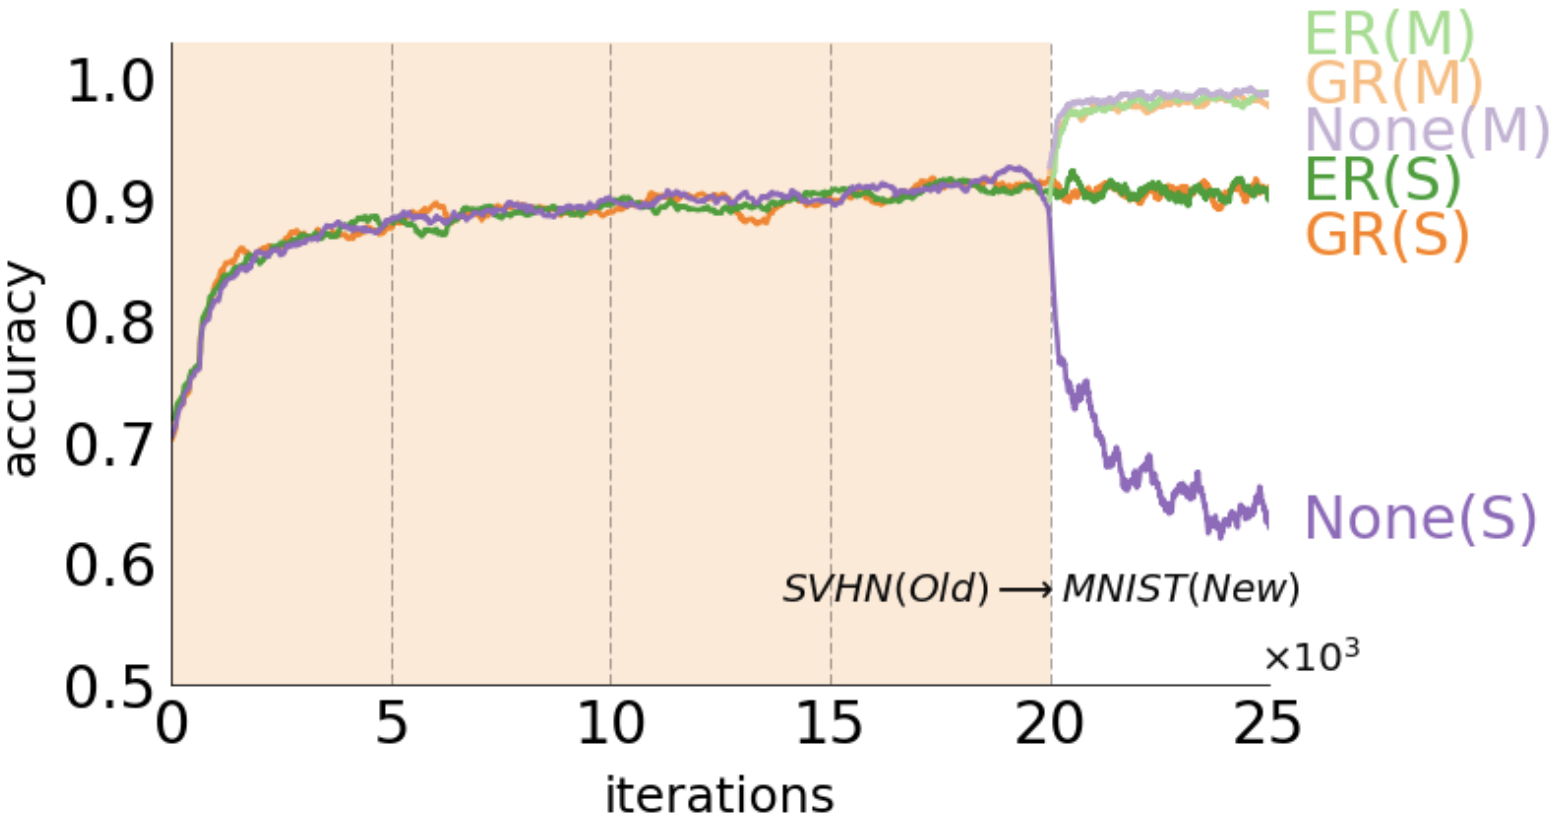 ER(M)
GR(M)
None(M)
ER(S)
GR(S)
None(S)
1.0
0.9
0.8
0.7
0.6
0.5
accuracy
SVHN(Old) ⟶ MNIST(New)
×10³
0 5 10 15 20 25
iterations